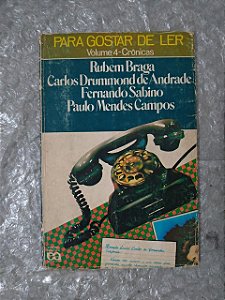 PARA GOSTAR DE LER
Volume 4-Crônicas
Rubem Braga
Carlos Drummond de Andrade
Fernando Sabino
Paulo Mendes Campos